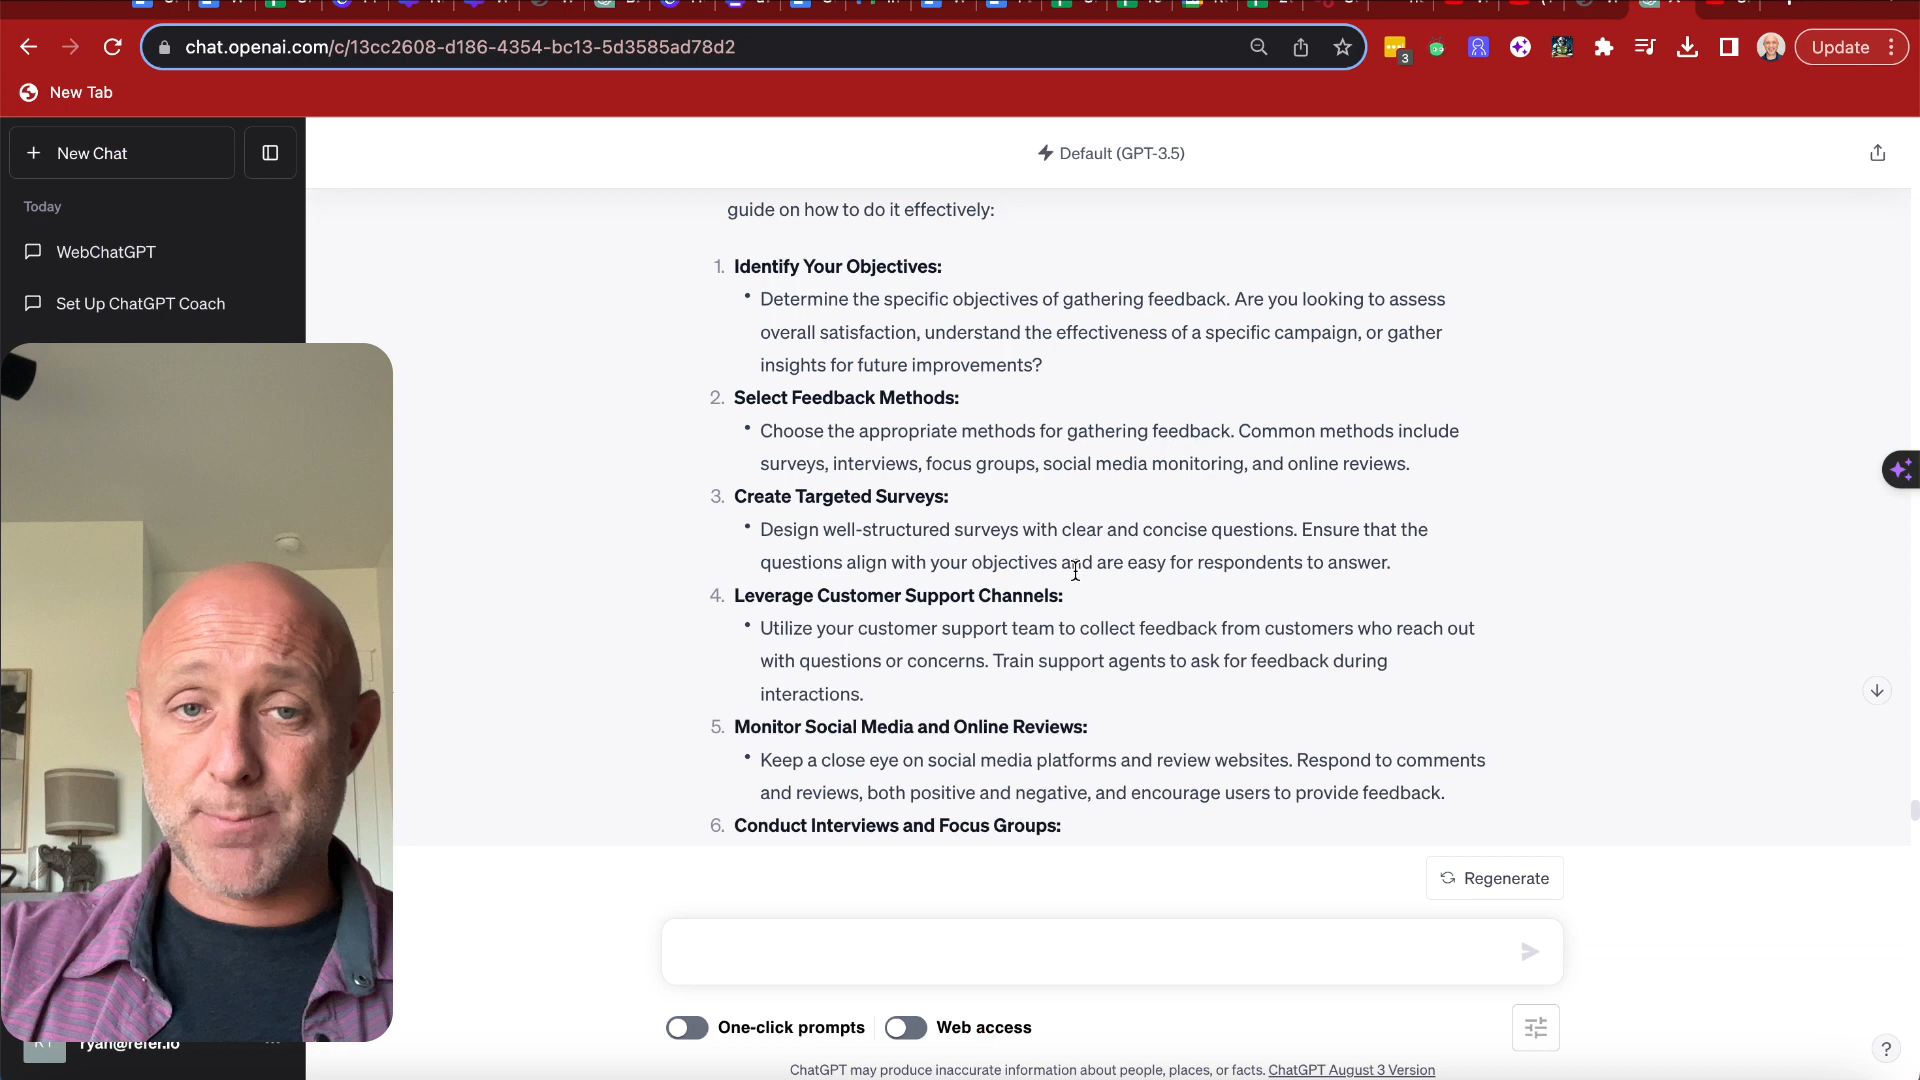 chat.openai.com/c/13cc2608-d186-4354-bc13-5d3585ad78d2
3
Update
New Tab
New Chat
Default (GPT-3.5)
Today
WebChatGPT
Set Up ChatGPT Coach
guide on how to do it effectively:
1. Identify Your Objectives:
• Determine the specific objectives of gathering feedback. Are you looking to assess
overall satisfaction, understand the effectiveness of a specific campaign, or gather
insights for future improvements?
2. Select Feedback Methods:
• Choose the appropriate methods for gathering feedback. Common methods include
surveys, interviews, focus groups, social media monitoring, and online reviews.
3. Create Targeted Surveys:
• Design well-structured surveys with clear and concise questions. Ensure that the
questions align with your objectives and are easy for respondents to answer.
4. Leverage Customer Support Channels:
• Utilize your customer support team to collect feedback from customers who reach out
with questions or concerns. Train support agents to ask for feedback during
interactions.
5. Monitor Social Media and Online Reviews:
• Keep a close eye on social media platforms and review websites. Respond to comments
and reviews, both positive and negative, and encourage users to provide feedback.
6. Conduct Interviews and Focus Groups:
Regenerate
One-click prompts
Web access
ryan@refer.io
?
ChatGPT may produce inaccurate information about people, places, or facts. ChatGPT August 3 Version